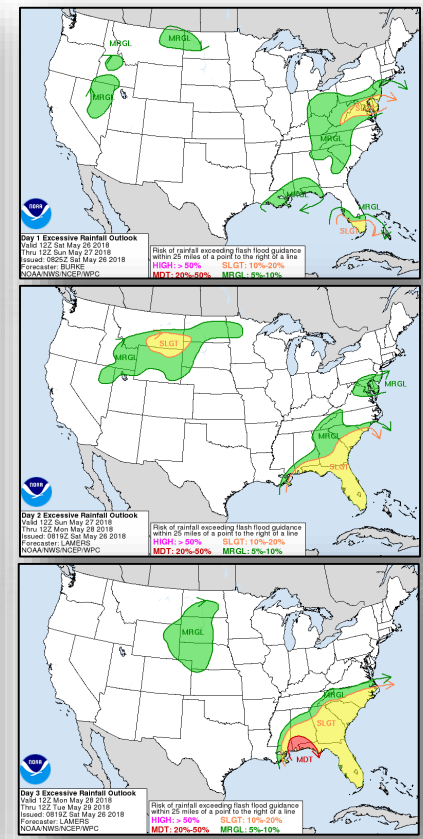 MRGL
MRGL
MRGL
SLGT
MRGL
MRGL
MRGL
SLGT
NOAA
Day 1 Excessive Rainfall Outlook
Valid 12Z Sat May 26 2018
Thru 12Z Sun May 27 2018
Issued: 0825Z Sat May 26 2018
Forecaster: BURKE
NOAA/NWS/NCEP/WPC
Risk of rainfall exceeding flash flood guidance
within 25 miles of a point to the right of a line
HIGH: > 50% SLGT: 10%-20%
MDT: 20%-50% MRGL: 5%-10%
SLGT
MRGL
MRGL
MRGL
SLGT
NOAA
Day 2 Excessive Rainfall Outlook
Valid 12Z Sun May 27 2018
Thru 12Z Mon May 28 2018
Issued: 0819Z Sat May 26 2018
Forecaster: LAMERS
NOAA/NWS/NCEP/WPC
Risk of rainfall exceeding flash flood guidance
within 25 miles of a point to the right of a line
HIGH: > 50% SLGT: 10%-20%
MDT: 20%-50% MRGL: 5%-10%
MRGL
MRGL
SLGT
MDT
NOAA
Day 3 Excessive Rainfall Outlook
Valid 12Z Mon May 28 2018
Thru 12Z Tue May 29 2018
Issued: 0819Z Sat May 26 2018
Forecaster: LAMERS
NOAA/NWS/NCEP/WPC
Risk of rainfall exceeding flash flood guidance
within 25 miles of a point to the right of a line
HIGH: > 50% SLGT: 10%-20%
MDT: 20%-50% MRGL: 5%-10%